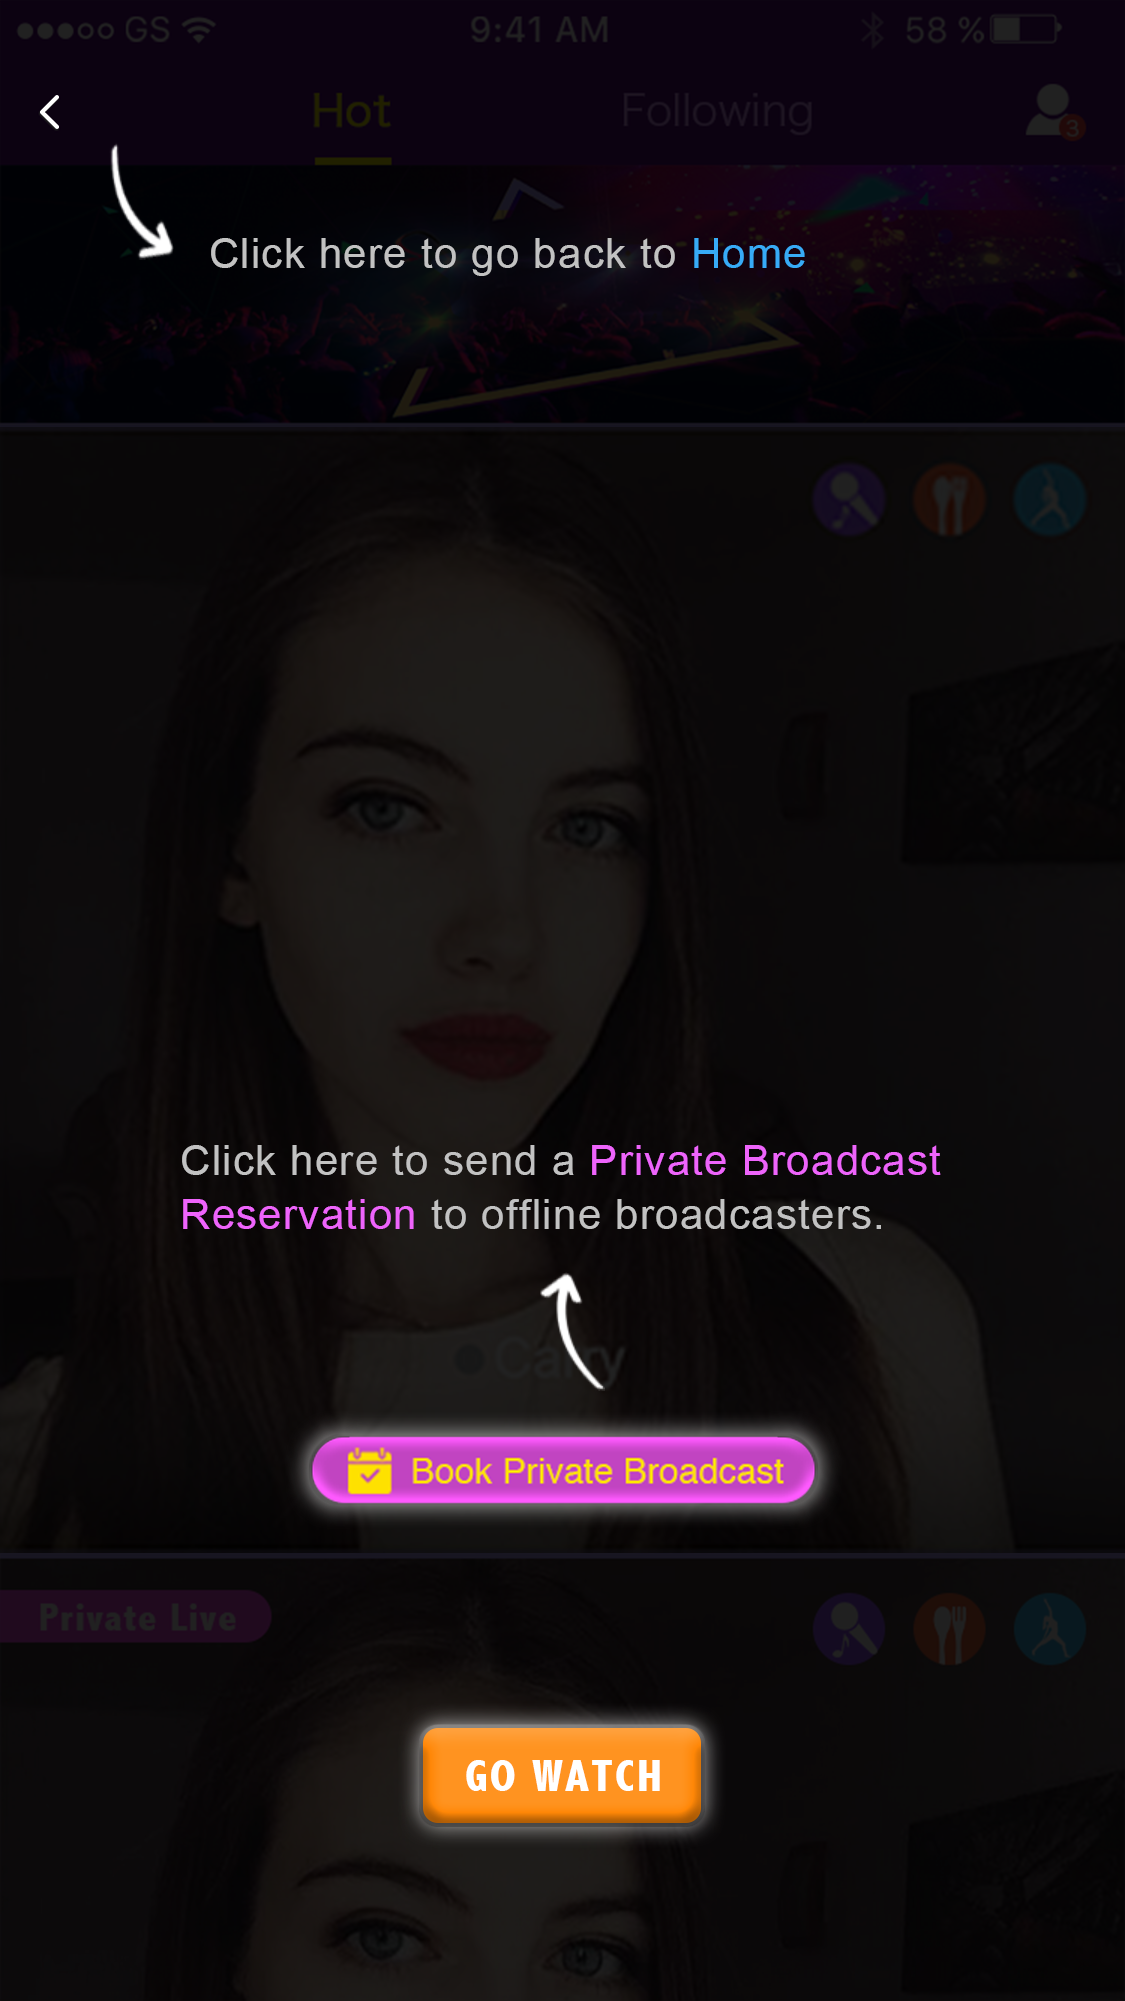 GS 9:41 AM 58 %
Hot Following
3
Click here to go back to Home
Click here to send a Private Broadcast
Reservation to offline broadcasters.
Carry
Book Private Broadcast
Private Live
GO WATCH